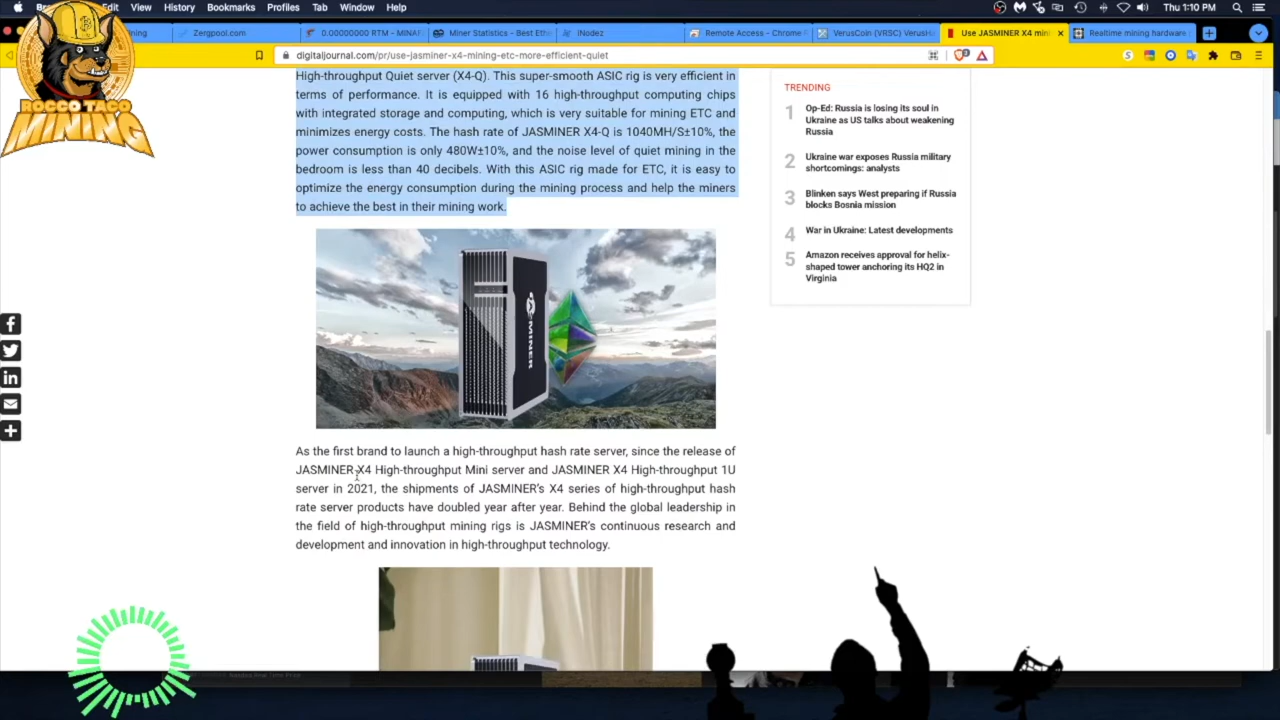 View
History
Bookmarks
Profiles
Tab
Window
Help
Thu 1:10 PM
Zergpool.com
0.00000000 RTM - MINAF
Miner Statistics - Best Eth
iNodez
Remote Access - Chrome R
VerusCoin (VRSC) VerusHa
Use JASMINER X4 mini
Realtime mining hardware
digitaljournal.com/pr/use-jasminer-x4-mining-etc-more-efficient-quiet
ROCCO TACO
MINING
High-throughput Quiet server (X4-Q). This super-smooth ASIC rig is very efficient in
terms of performance. It is equipped with 16 high-throughput computing chips
with integrated storage and computing, which is very suitable for mining ETC and
minimizes energy costs. The hash rate of JASMINER X4-Q is 1040MH/S±10%, the
power consumption is only 480W±10%, and the noise level of quiet mining in the
bedroom is less than 40 decibels. With this ASIC rig made for ETC, it is easy to
optimize the energy consumption during the mining process and help the miners
to achieve the best in their mining work.
MINER
As the first brand to launch a high-throughput hash rate server, since the release of
JASMINER X4 High-throughput Mini server and JASMINER X4 High-throughput 1U
server in 2021, the shipments of JASMINER's X4 series of high-throughput hash
rate server products have doubled year after year. Behind the global leadership in
the field of high-throughput mining rigs is JASMINER's continuous research and
development and innovation in high-throughput technology.
TRENDING
1 Op-Ed: Russia is losing its soul in
Ukraine as US talks about weakening
Russia
2 Ukraine war exposes Russia military
shortcomings: analysts
3 Blinken says West preparing if Russia
blocks Bosnia mission
4 War in Ukraine: Latest developments
5 Amazon receives approval for helix-
shaped tower anchoring its HQ2 in
Virginia